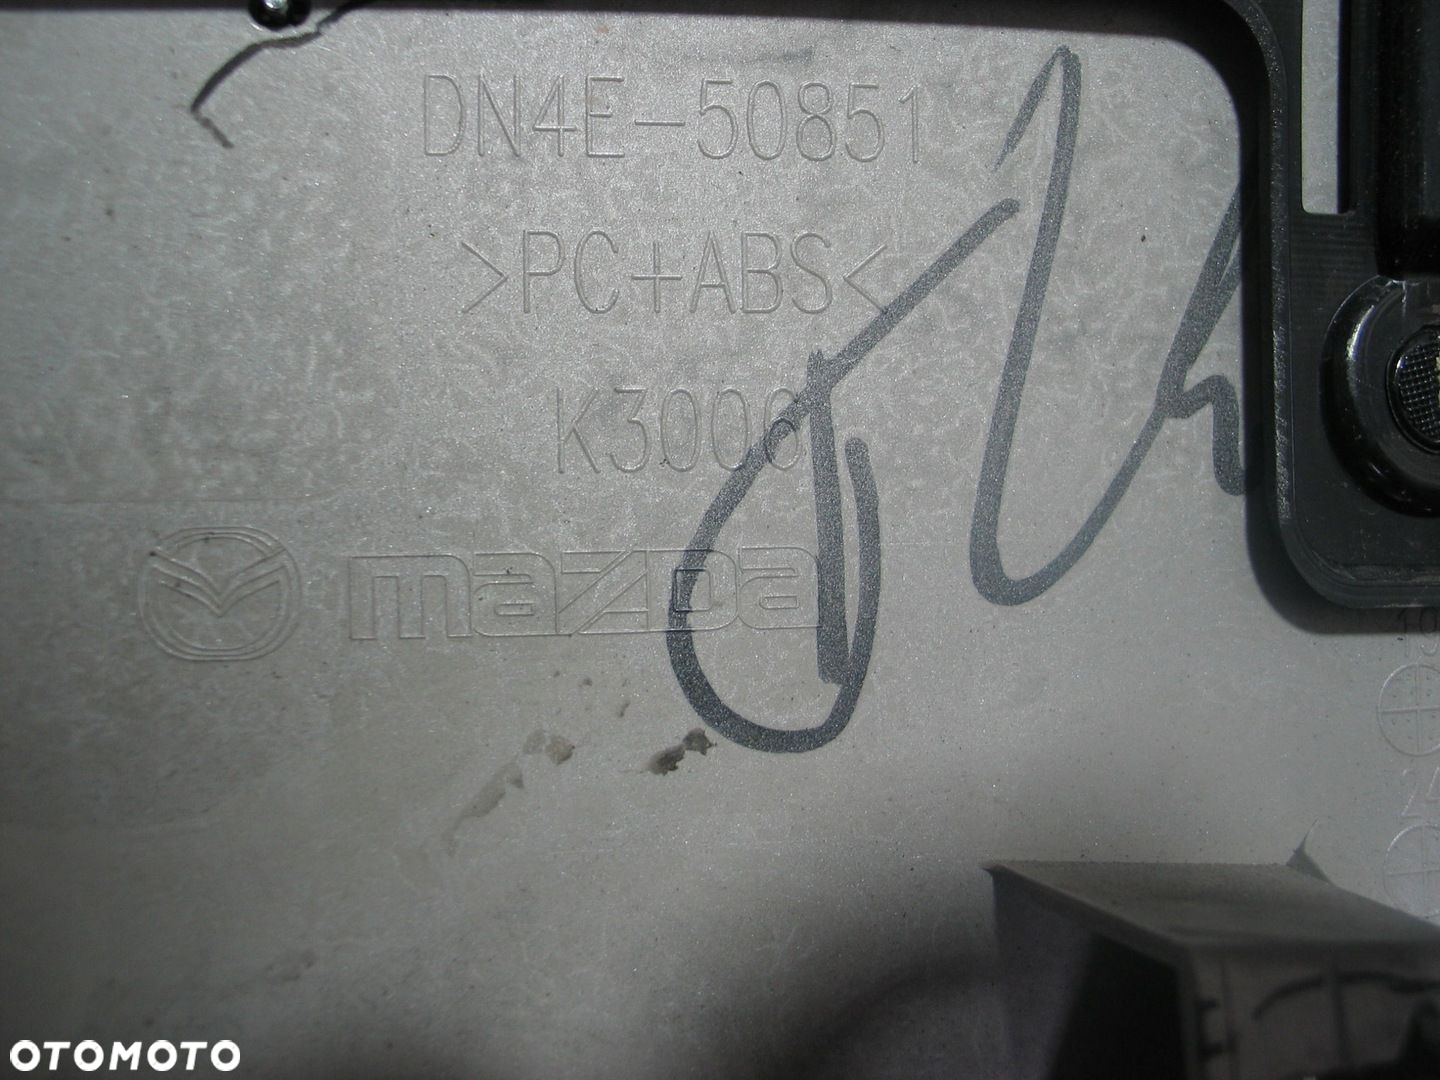 DN4E-50851
>PC+ABS<
K3000
mazda
OTOMOTO